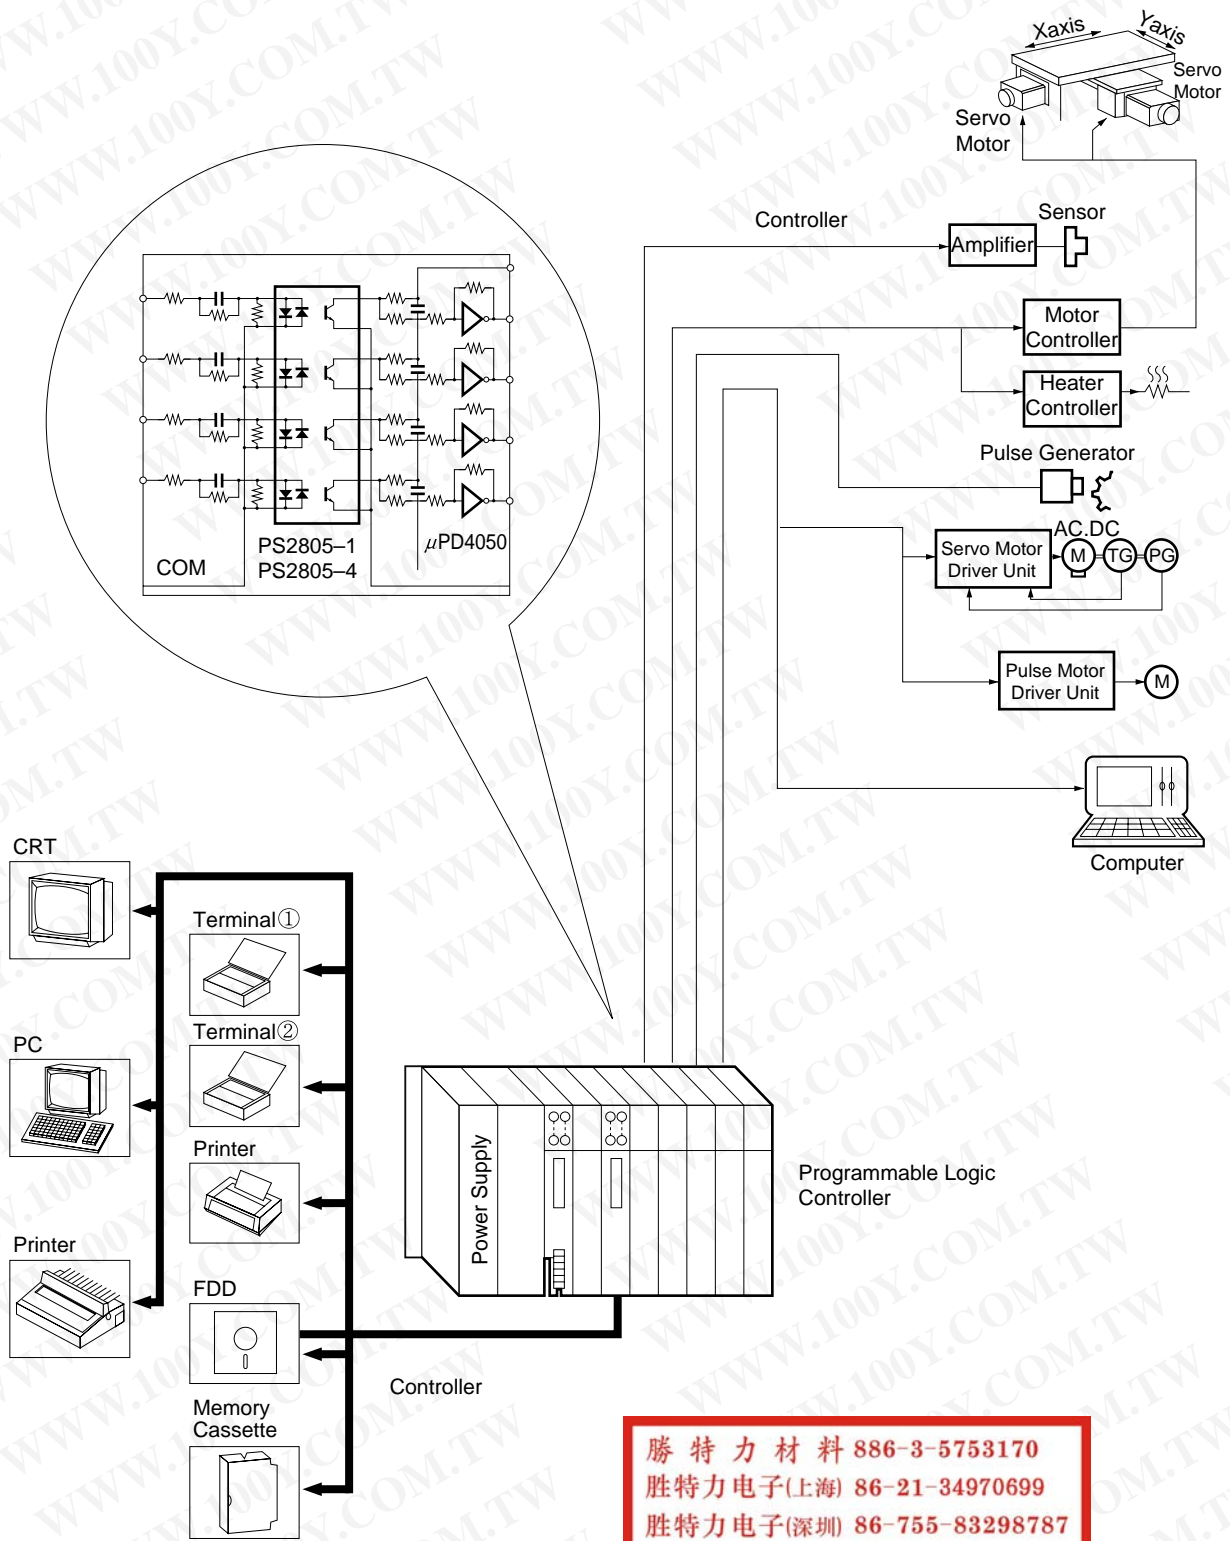 Xaxis
Yaxis
Servo
Motor
Servo
Motor
Controller
Sensor
Amplifier
Motor
Controller
Heater
Controller
Pulse Generator
AC.DC
Servo Motor
Driver Unit
M
TG
PG
Pulse Motor
Driver Unit
M
Computer
COM
PS2805–1
PS2805–4
μPD4050
CRT
Terminal①
Terminal②
PC
Printer
Printer
FDD
Memory
Cassette
Power Supply
Programmable Logic
Controller
Controller
勝 特 力 材 料 886-3-5753170
胜特力电子(上海) 86-21-34970699
胜特力电子(深圳) 86-755-83298787
WWW.100Y.COM.TW